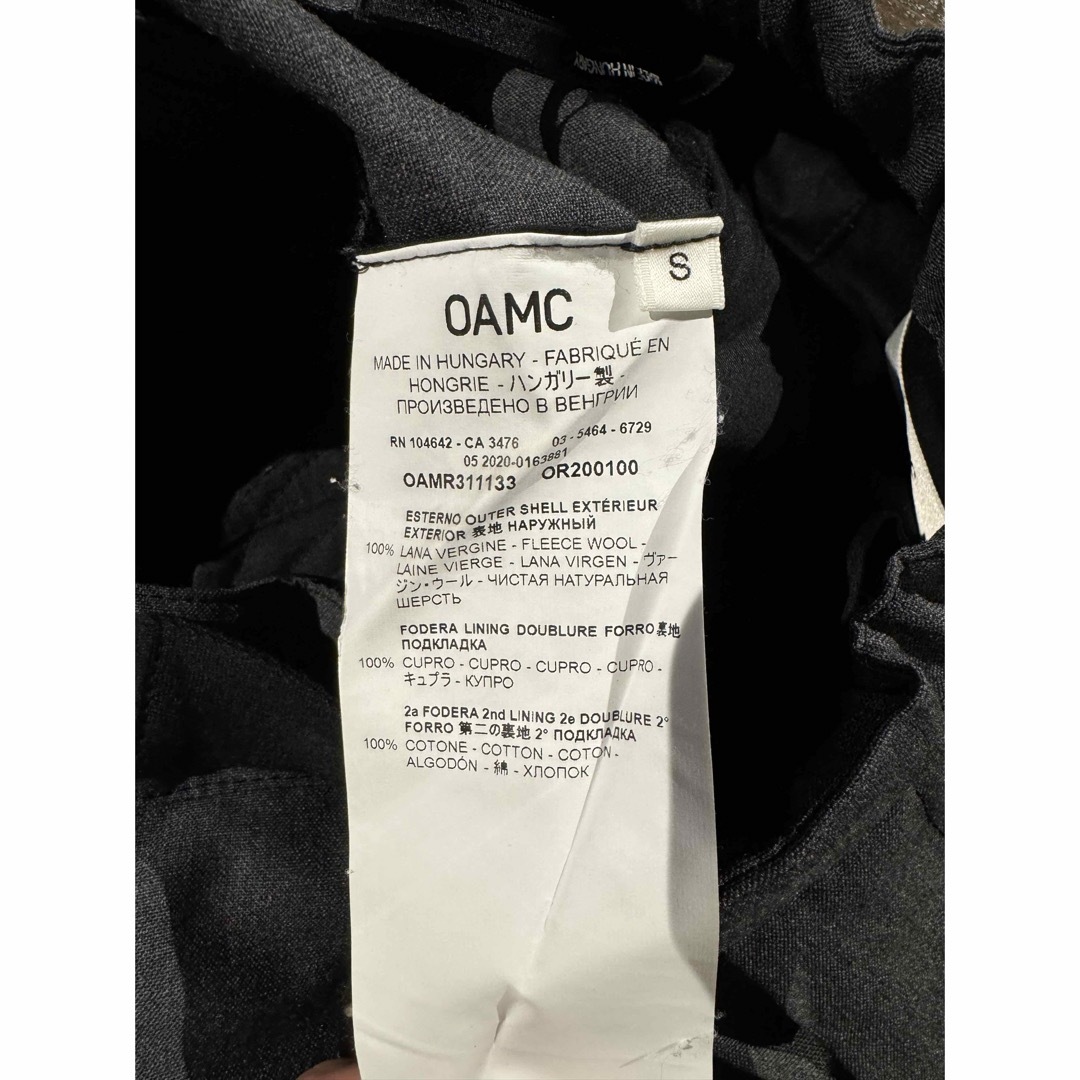 MADE IN HUNGARY
S
OAMC
MADE IN HUNGARY - FABRIQUÉ EN
HONGRIE - ハンガリー製 -
ПРОИЗВЕДЕНО В ВЕНГРИИ
RN 104642 - CA 3476 03 - 5464 - 6729
05 2020-0163881
OAMR311133 OR200100
ESTERNO OUTER SHELL EXTÉRIEUR
EXTERIOR 表地 НАРУЖНЫЙ
100% LANA VERGINE - FLEECE WOOL -
LAINE VIERGE - LANA VIRGEN - ヴァー
ジン・ウール - ЧИСТАЯ НАТУРАЛЬНАЯ
ШЕРСТЬ
FODERA LINING DOUBLURE FORRO 裏地
ПОДКЛАДКА
100% CUPRO - CUPRO - CUPRO - CUPRO -
キュプラ - КУПРО
2a FODERA 2nd LINING 2e DOUBLURE 2°
FORRO 第二の裏地 2° ПОДКЛАДКА
100% COTONE - COTTON - COTON -
ALGODÓN - 綿 - ХЛОПОК